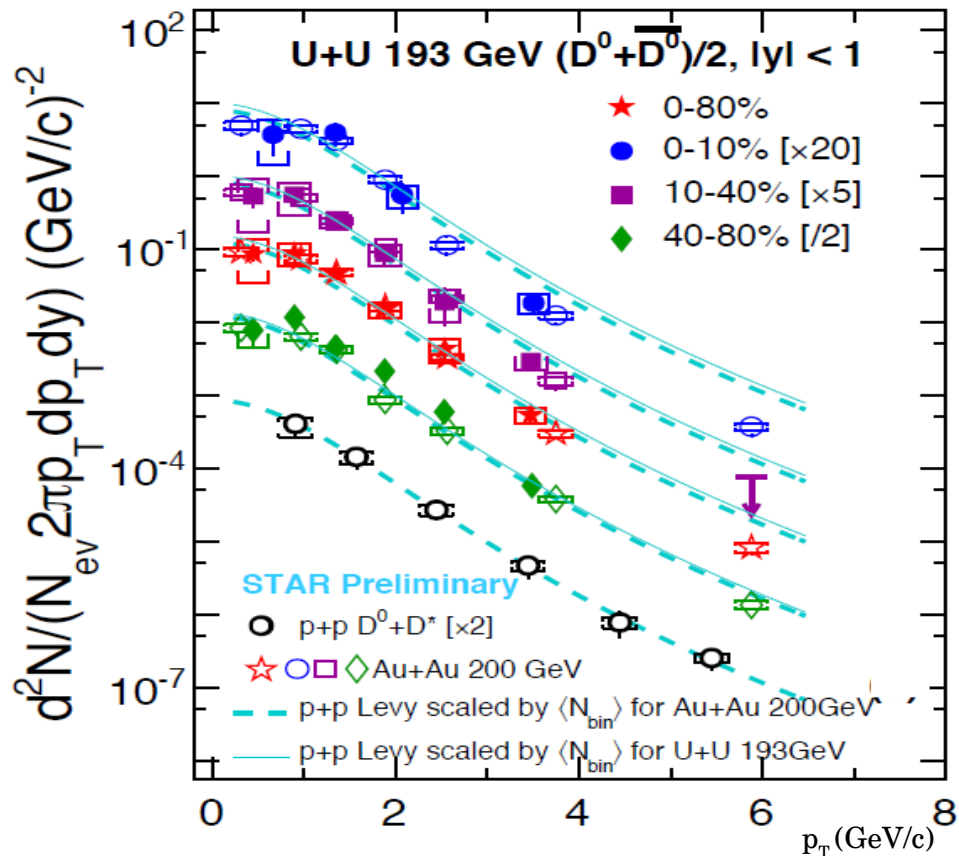 10²
10⁻¹
10⁻⁴
10⁻⁷
d²N/(N_ev 2πp_T dp_T dy) (GeV/c)⁻²
U+U 193 GeV (D⁰+D̅⁰)/2, |y| < 1
0-80%
0-10% [×20]
10-40% [×5]
40-80% [/2]
STAR Preliminary
p+p D⁰+D* [×2]
Au+Au 200 GeV
p+p Levy scaled by ⟨N_bin⟩ for Au+Au 200GeV
p+p Levy scaled by ⟨N_bin⟩ for U+U 193GeV
0 2 4 6 8
p_T (GeV/c)